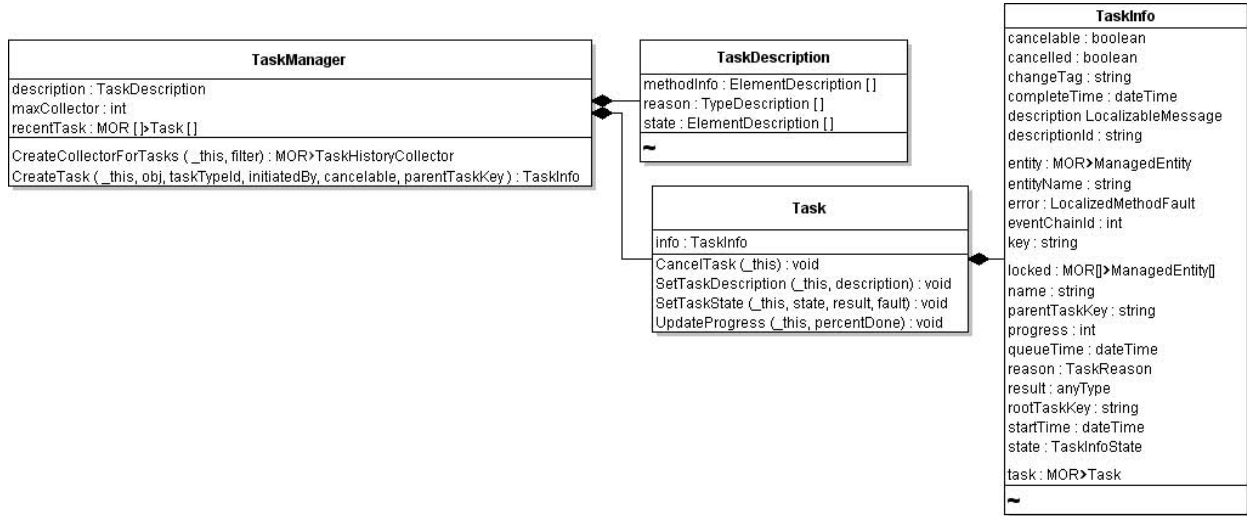 TaskManager
description : TaskDescription
maxCollector : int
recentTask : MOR [ ]>Task [ ]
CreateCollectorForTasks ( _this, filter) : MOR>TaskHistoryCollector
CreateTask ( _this, obj, taskTypeId, initiatedBy, cancelable, parentTaskKey ) : TaskInfo
TaskDescription
methodInfo : ElementDescription [ ]
reason : TypeDescription [ ]
state : ElementDescription [ ]
~
Task
info : TaskInfo
CancelTask (_this) : void
SetTaskDescription (_this, description) : void
SetTaskState (_this, state, result, fault) : void
UpdateProgress (_this, percentDone) : void
TaskInfo
cancelable : boolean
cancelled : boolean
changeTag : string
completeTime : dateTime
description LocalizableMessage
descriptionId : string
entity : MOR>ManagedEntity
entityName : string
error : LocalizedMethodFault
eventChainId : int
key : string
locked : MOR[]>ManagedEntity[]
name : string
parentTaskKey : string
progress : int
queueTime : dateTime
reason : TaskReason
result : anyType
rootTaskKey : string
startTime : dateTime
state : TaskInfoState
task : MOR>Task
~